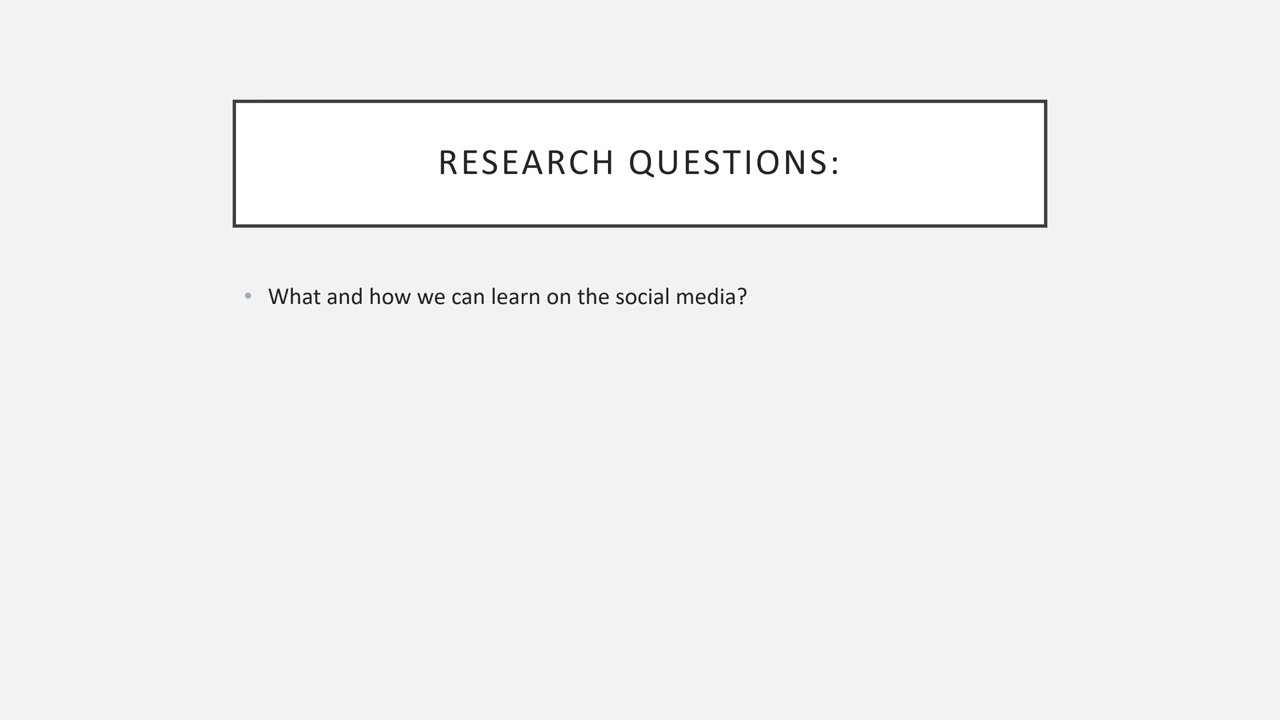 RESEARCH QUESTIONS:
• What and how we can learn on the social media?